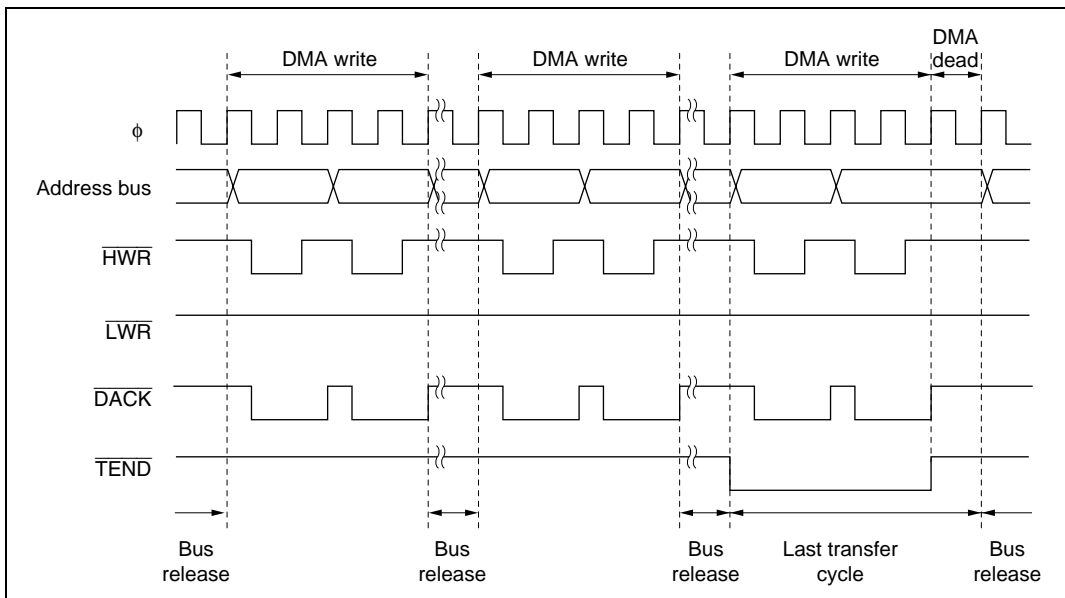 DMA write
DMA write
DMA write
DMA
dead
ϕ
Address bus
HWR
LWR
DACK
TEND
Bus
release
Bus
release
Bus
release
Last transfer
cycle
Bus
release